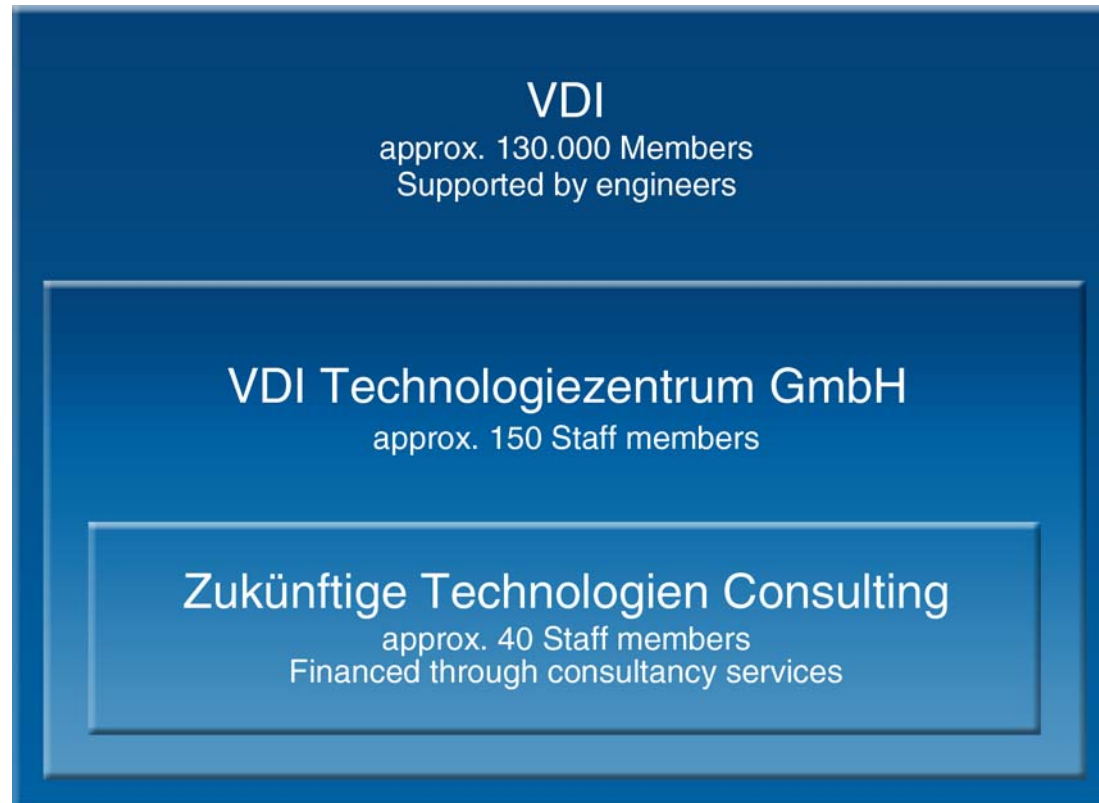 VDI
approx. 130.000 Members
Supported by engineers
VDI Technologiezentrum GmbH
approx. 150 Staff members
Zukünftige Technologien Consulting
approx. 40 Staff members
Financed through consultancy services